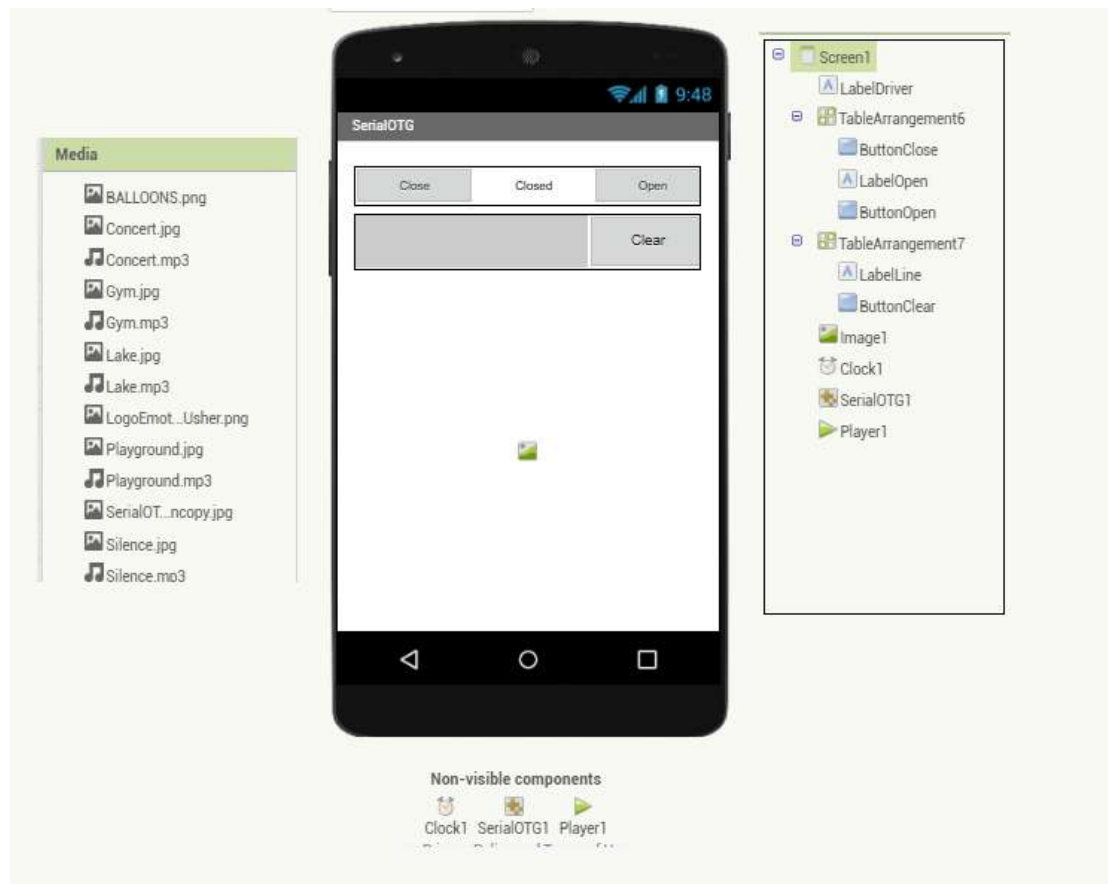 Media
BALLOONS.png
Concert.jpg
Concert.mp3
Gym.jpg
Gym.mp3
Lake.jpg
Lake.mp3
LogoEmot...Usher.png
Playground.jpg
Playground.mp3
SerialOT...ncopy.jpg
Silence.jpg
Silence.mp3
9:48
SerialOTG
Close Closed Open
Clear
Screen1
LabelDriver
TableArrangement6
ButtonClose
LabelOpen
ButtonOpen
TableArrangement7
LabelLine
ButtonClear
Image1
Clock1
SerialOTG1
Player1
Non-visible components
Clock1 SerialOTG1 Player1